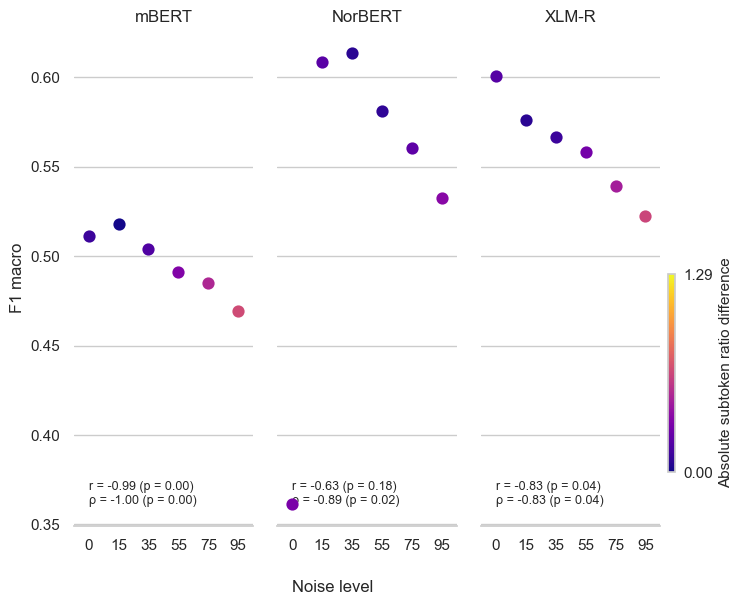 mBERT
NorBERT
XLM-R
0.60
0.55
0.50
0.45
0.40
0.35
F1 macro
r = -0.99 (p = 0.00)
ρ = -1.00 (p = 0.00)
r = -0.63 (p = 0.18)
ρ = -0.89 (p = 0.02)
r = -0.83 (p = 0.04)
ρ = -0.83 (p = 0.04)
0 15 35 55 75 95
0 15 35 55 75 95
0 15 35 55 75 95
Noise level
1.29
0.00
Absolute subtoken ratio difference